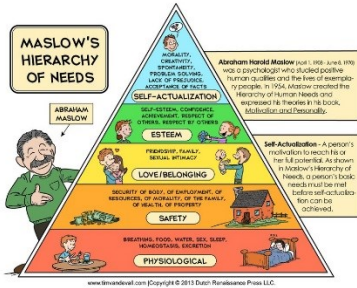 MASLOW'S
HIERARCHY
OF NEEDS
ABRAHAM
MASLOW
MORALITY,
CREATIVITY,
SPONTANEITY,
PROBLEM SOLVING,
LACK OF PREJUDICE,
ACCEPTANCE OF FACTS
SELF-ACTUALIZATION
SELF-ESTEEM, CONFIDENCE,
ACHIEVEMENT, RESPECT OF
OTHERS, RESPECT BY OTHERS
ESTEEM
FRIENDSHIP, FAMILY,
SEXUAL INTIMACY
LOVE/BELONGING
SECURITY OF BODY, OF EMPLOYMENT, OF
RESOURCES, OF MORALITY, OF THE FAMILY,
OF HEALTH, OF PROPERTY
SAFETY
BREATHING, FOOD, WATER, SEX, SLEEP,
HOMEOSTASIS, EXCRETION
PHYSIOLOGICAL
Abraham Harold Maslow (April 1, 1908 - June 8, 1970)
was a psychologist who studied positive
human qualities and the lives of exempla-
ry people. In 1954, Maslow created the
Hierarchy of Human Needs and
expressed his theories in his book,
Motivation and Personality.
Self-Actualization - A person's
motivation to reach his or
her full potential. As shown
in Maslow's Hierarchy of
Needs, a person's basic
needs must be met
before self-actualiza-
tion can be
achieved.
www.timvandevall.com |Copyright © 2013 Dutch Renaissance Press LLC.